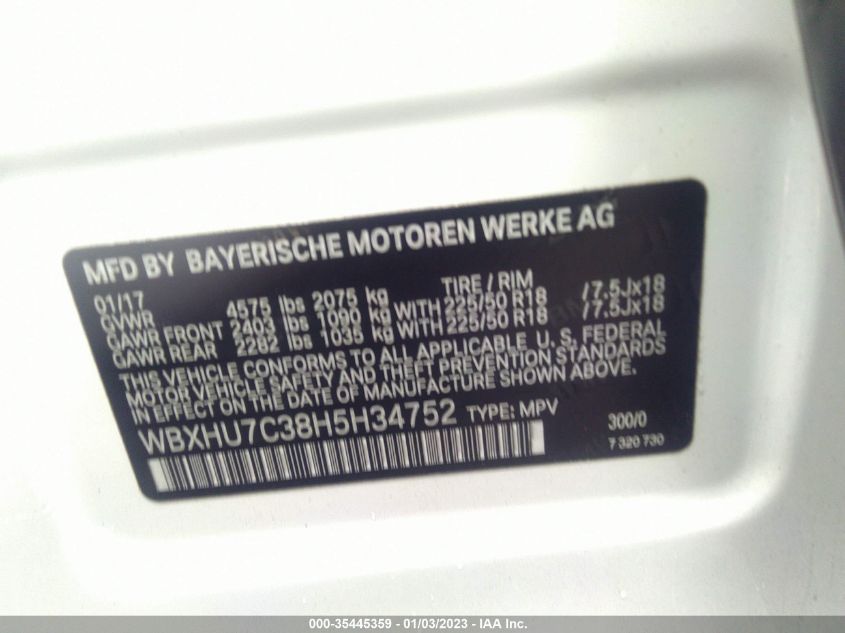 MFD BY BAYERISCHE MOTOREN WERKE AG
01/17 TIRE / RIM
GVWR 4575 lbs 2075 kg
GAWR FRONT 2403 lbs 1090 kg WITH 225/50 R18 / 7.5Jx18
GAWR REAR 2282 lbs 1035 kg WITH 225/50 R18 / 7.5Jx18
THIS VEHICLE CONFORMS TO ALL APPLICABLE U. S. FEDERAL
MOTOR VEHICLE SAFETY AND THEFT PREVENTION STANDARDS
IN EFFECT ON THE DATE OF MANUFACTURE SHOWN ABOVE.
WBXHU7C38H5H34752 TYPE: MPV 300/0
7 320 730
000-35445359 - 01/03/2023 - IAA Inc.